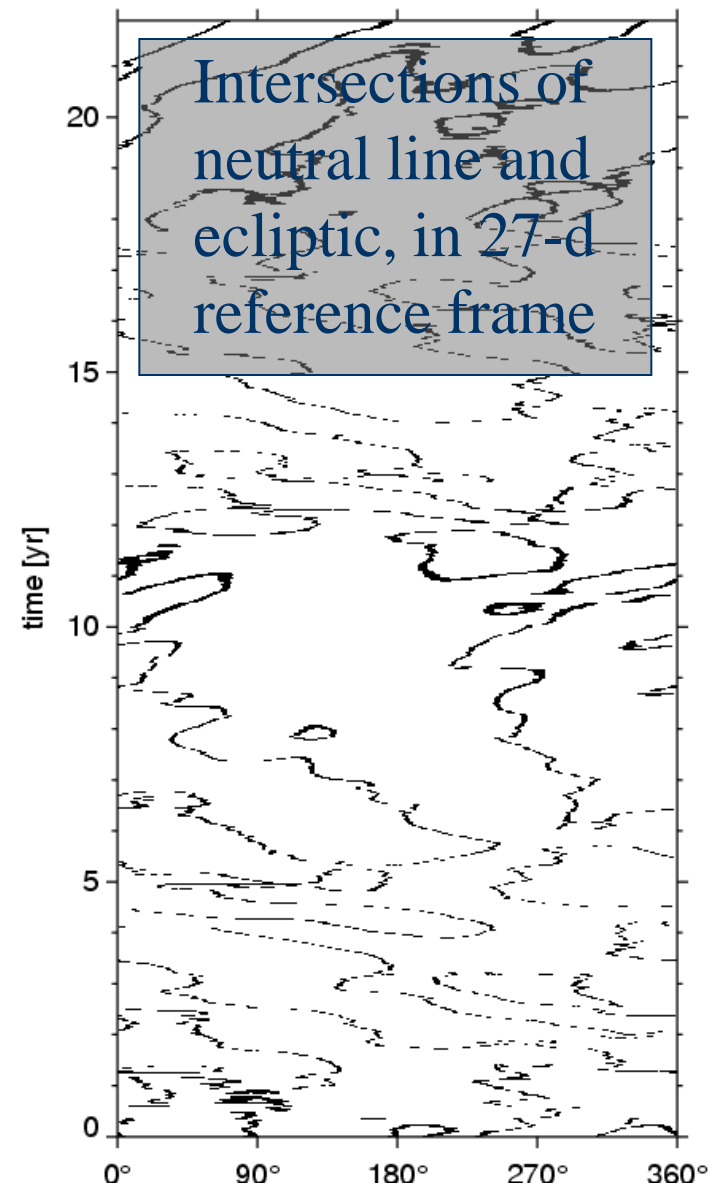 Intersections of
neutral line and
ecliptic, in 27-d
reference frame
20
15
time [yr]
10
5
0
0° 90° 180° 270° 360°